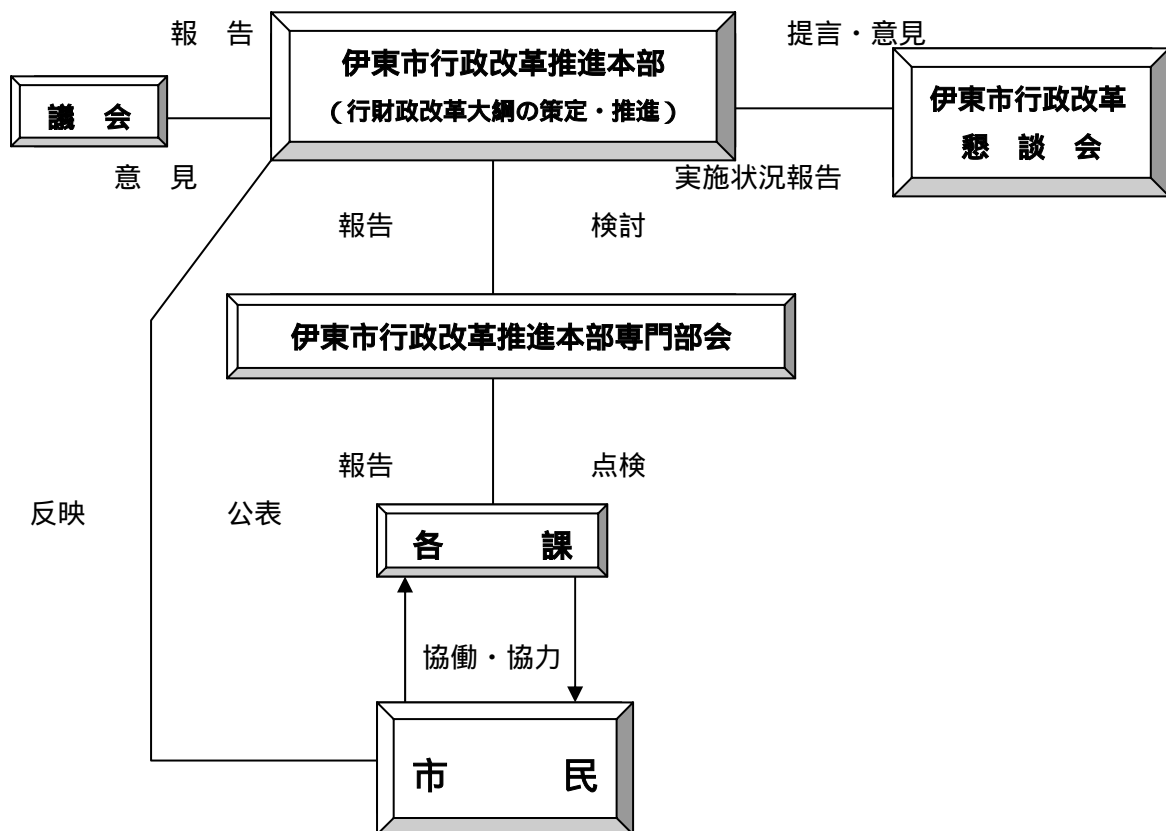 報　告
伊東市行政改革推進本部
（行財政改革大綱の策定・推進）
提言・意見
議　会
伊東市行政改革
懇　談　会
意　見
実施状況報告
報告
検討
伊東市行政改革推進本部専門部会
報告
点検
反映
公表
各　　　課
協働・協力
市　　　民